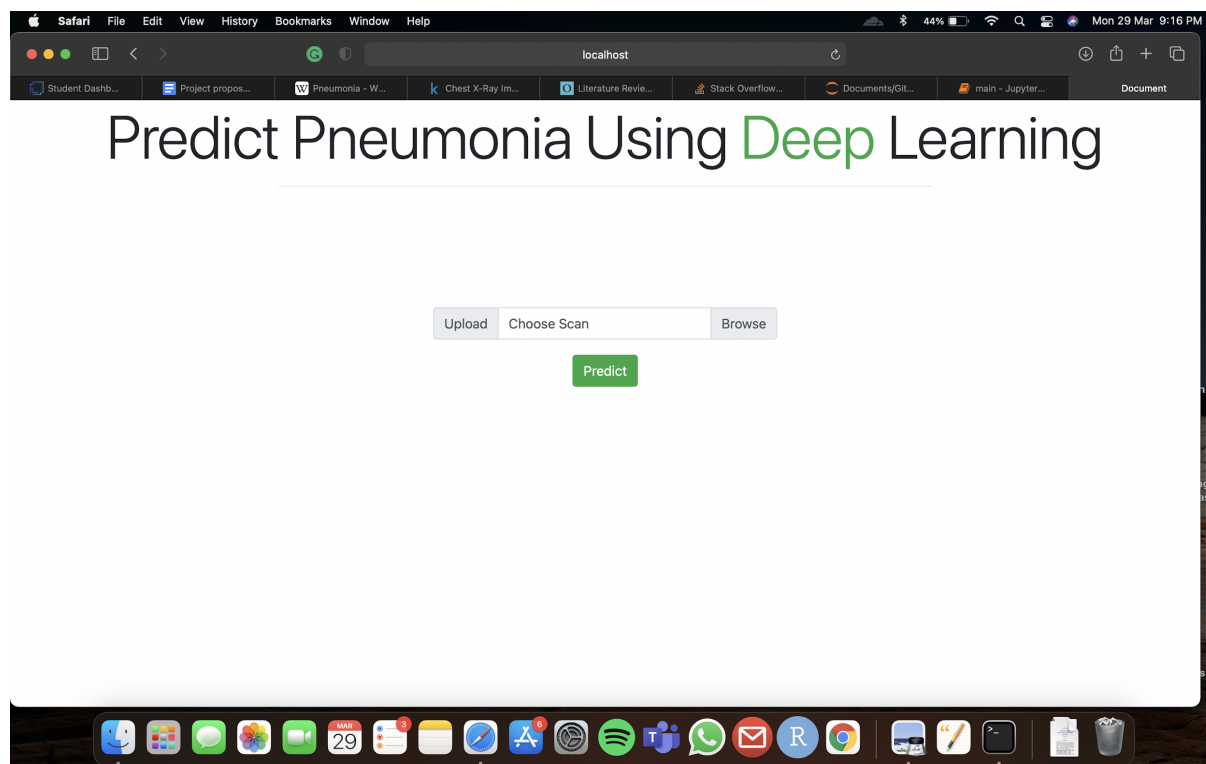 Safari File Edit View History Bookmarks Window Help 44% Mon 29 Mar 9:16 PM
localhost
Student Dashb... Project propos... W Pneumonia - W... k Chest X-Ray Im... Literature Revie... Stack Overflow... Documents/Git... main - Jupyter... Document
Predict Pneumonia Using Deep Learning
Upload Choose Scan Browse
Predict
MAR 3 6
29 T R